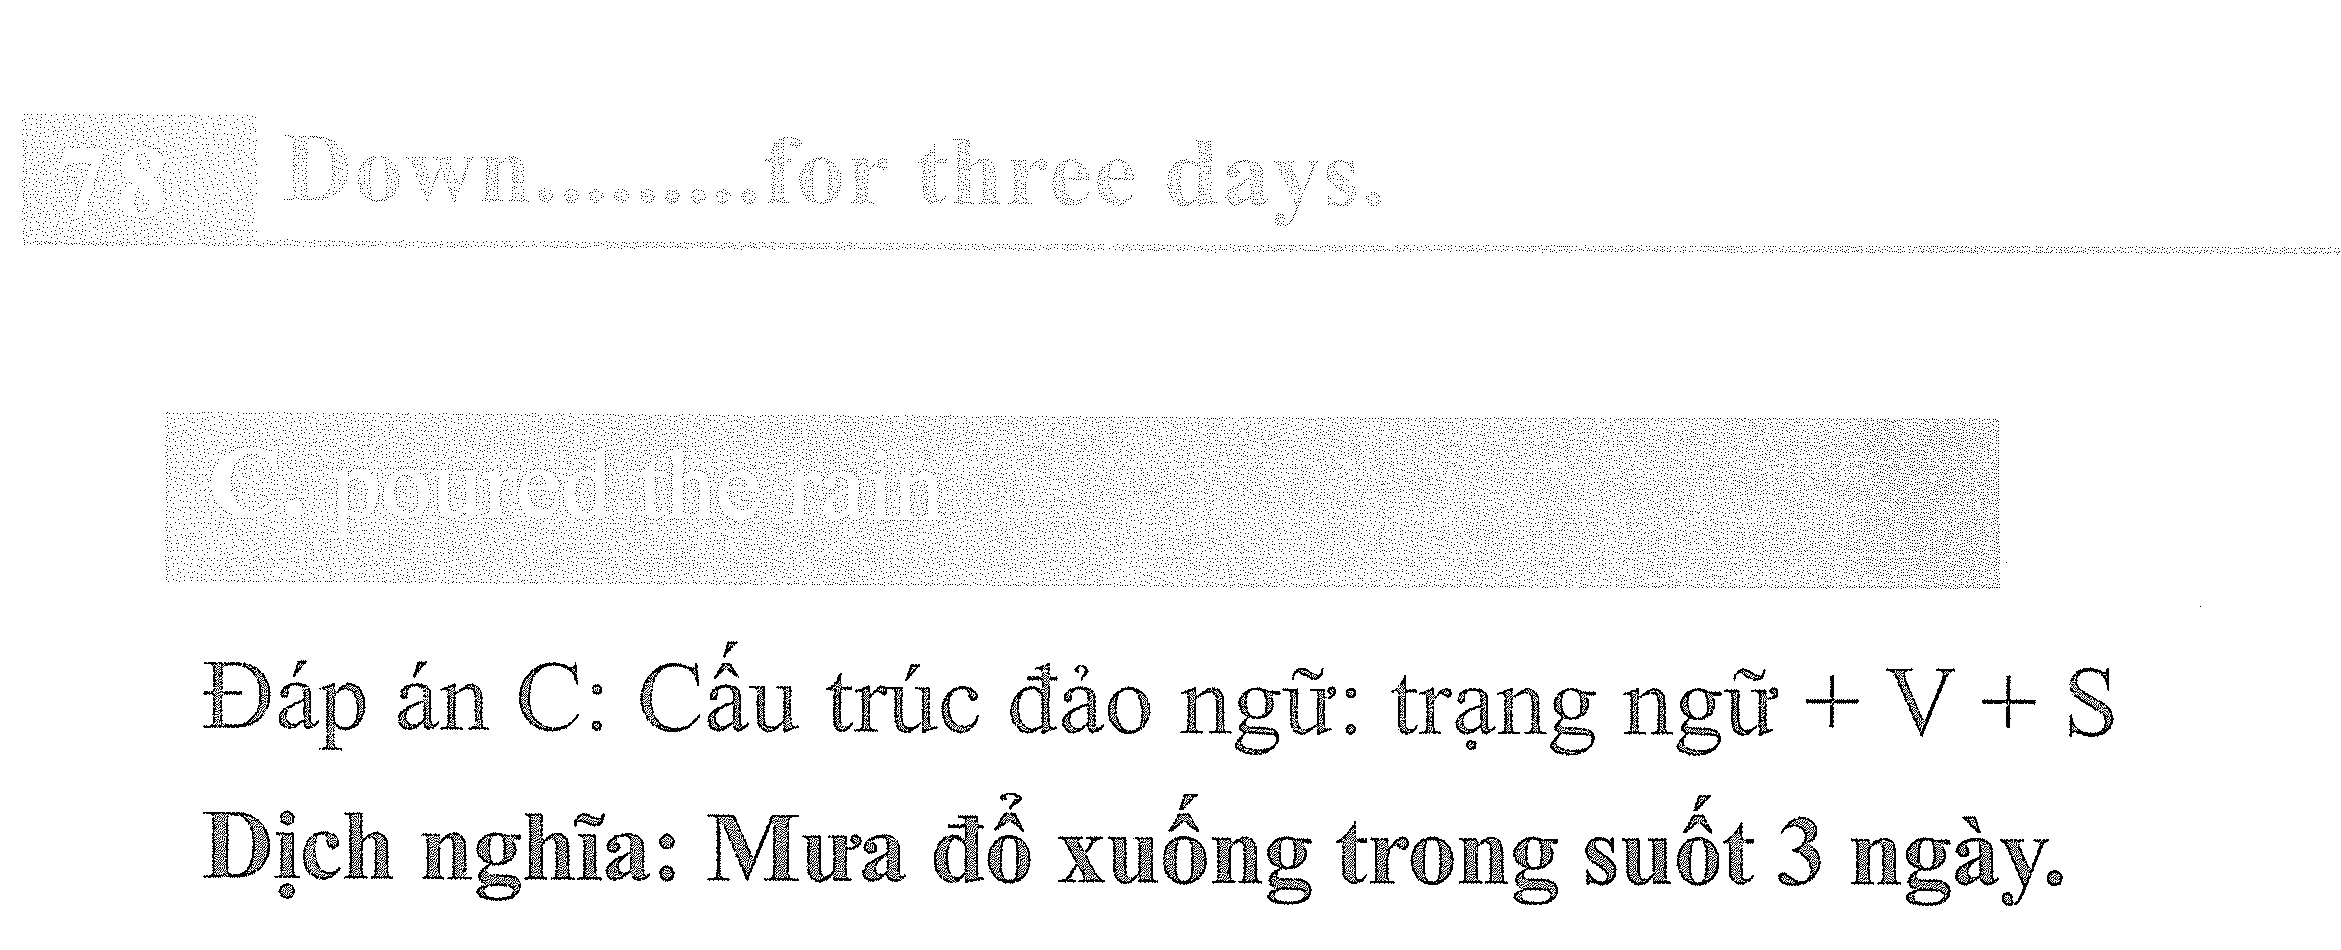 78 Down.........for three days.
C. poured the rain
Đáp án C: Cấu trúc đảo ngữ: trạng ngữ + V + S
Dịch nghĩa: Mưa đổ xuống trong suốt 3 ngày.